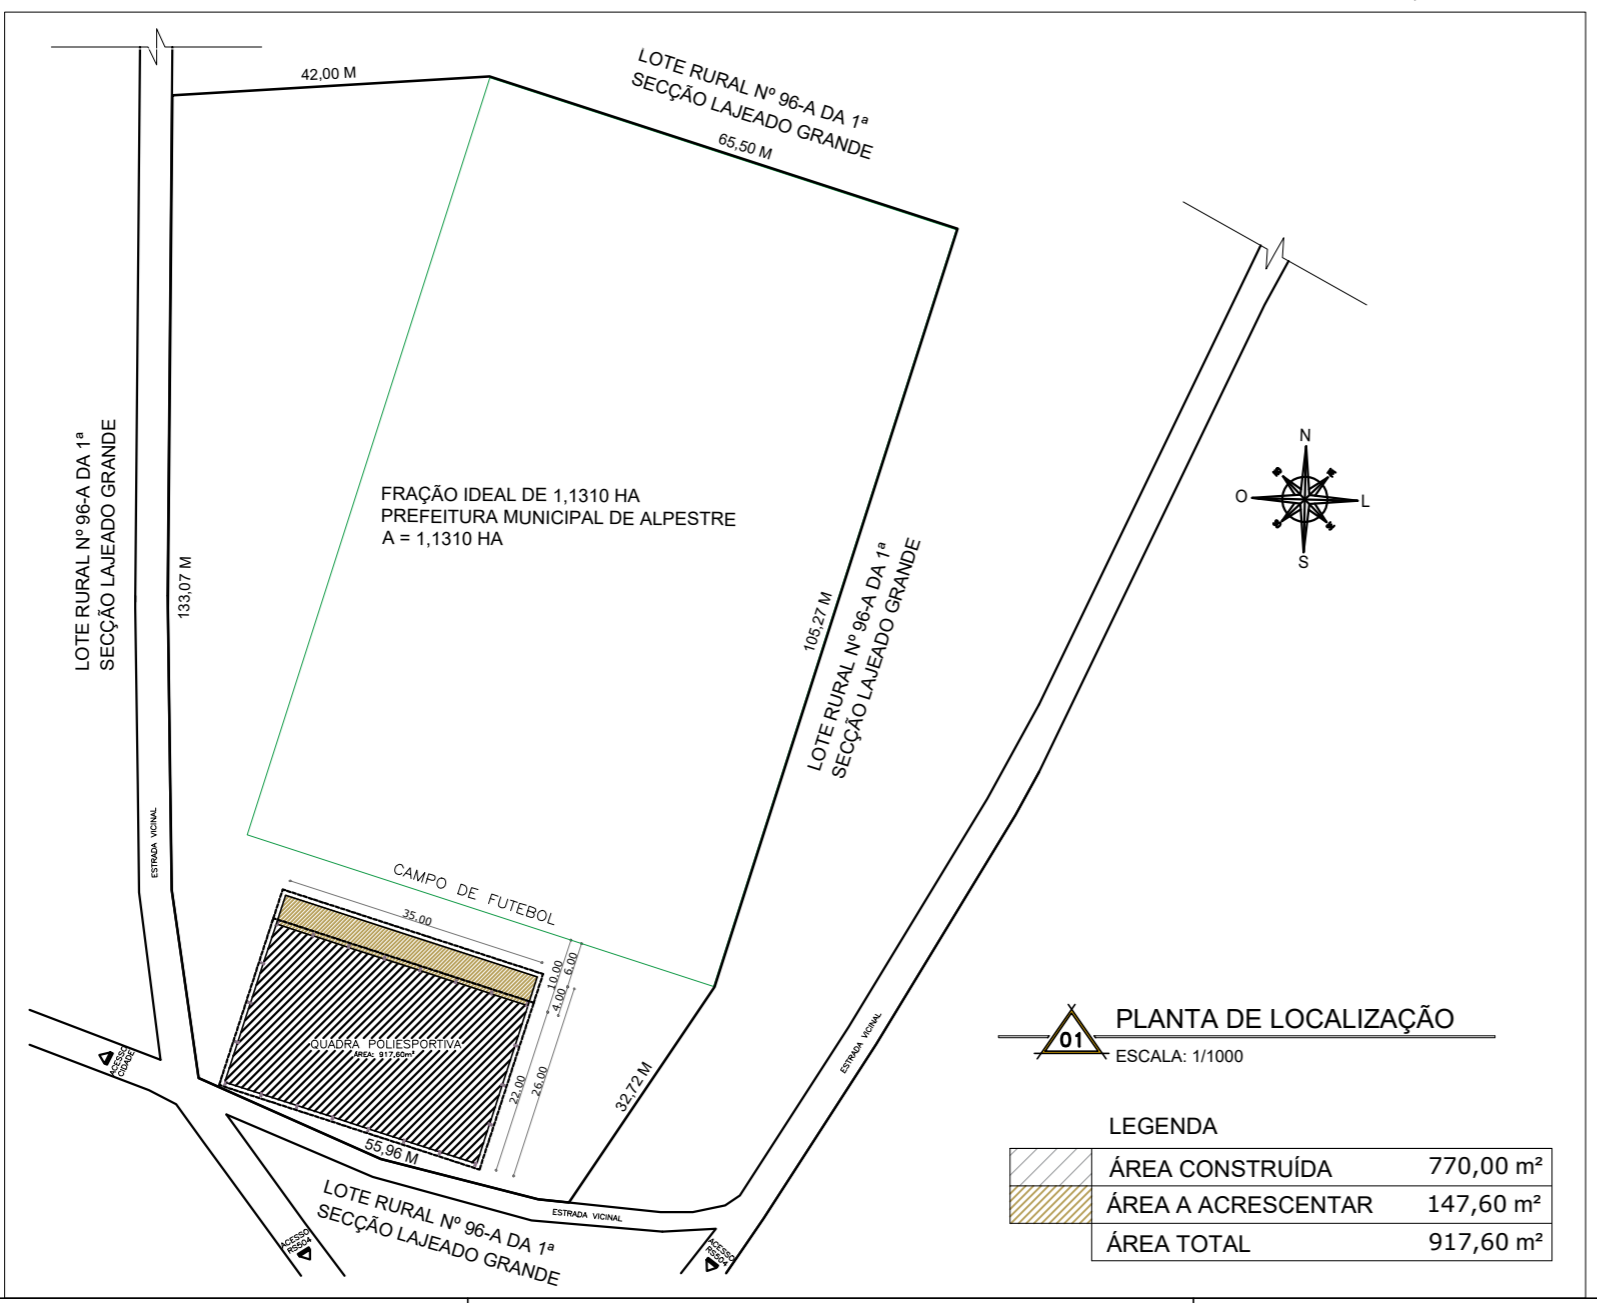 42,00 M
LOTE RURAL Nº 96-A DA 1ª
SECÇÃO LAJEADO GRANDE
65,50 M
LOTE RURAL Nº 96-A DA 1ª
SECÇÃO LAJEADO GRANDE
133,07 M
ESTRADA VICINAL
FRAÇÃO IDEAL DE 1,1310 HA
PREFEITURA MUNICIPAL DE ALPESTRE
A = 1,1310 HA
105,27 M
LOTE RURAL Nº 96-A DA 1ª
SECÇÃO LAJEADO GRANDE
N
O
L
S
CAMPO DE FUTEBOL
35.00
10.00
6.00
4.00
QUADRA POLIESPORTIVA
ÁREA: 917,60m²
22.00
26.00
32,72 M
55,96 M
ACESSO
CIDADE
ACESSO
RS504
LOTE RURAL Nº 96-A DA 1ª
SECÇÃO LAJEADO GRANDE
ESTRADA VICINAL
ESTRADA VICINAL
ACESSO
RS504
01
PLANTA DE LOCALIZAÇÃO
ESCALA: 1/1000
LEGENDA
ÁREA CONSTRUÍDA 770,00 m²
ÁREA A ACRESCENTAR 147,60 m²
ÁREA TOTAL 917,60 m²